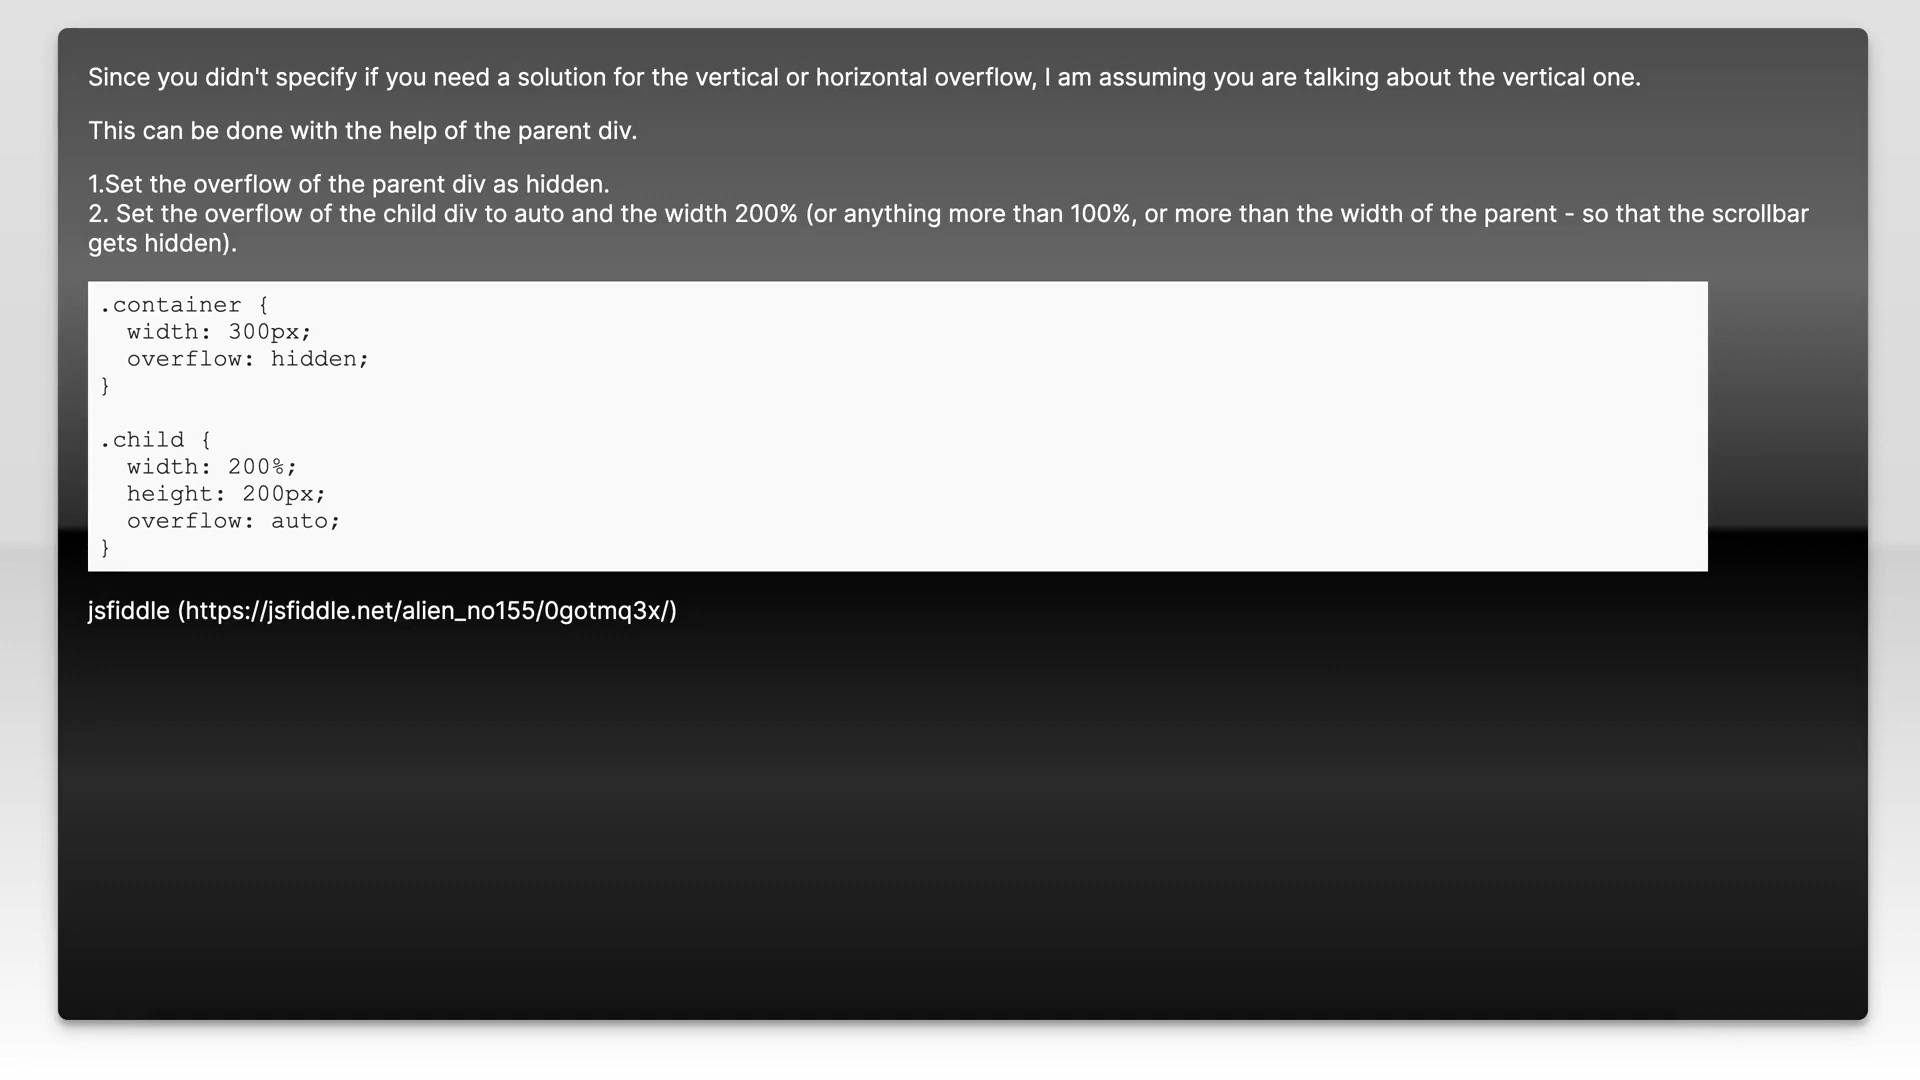 Since you didn't specify if you need a solution for the vertical or horizontal overflow, I am assuming you are talking about the vertical one.
This can be done with the help of the parent div.
1.Set the overflow of the parent div as hidden.
2. Set the overflow of the child div to auto and the width 200% (or anything more than 100%, or more than the width of the parent - so that the scrollbar
gets hidden).
.container {
  width: 300px;
  overflow: hidden;
}
.child {
  width: 200%;
  height: 200px;
  overflow: auto;
}
jsfiddle (https://jsfiddle.net/alien_no155/0gotmq3x/)